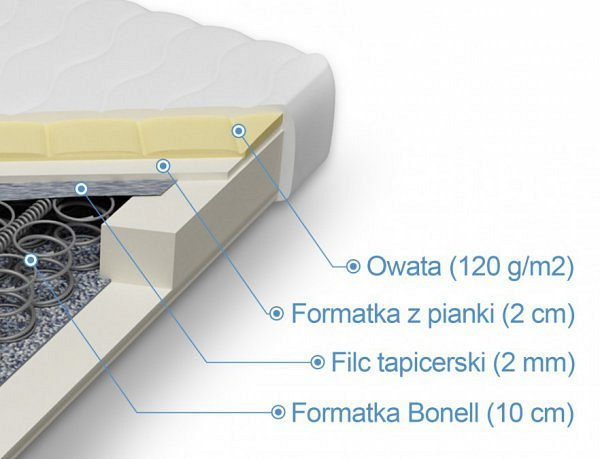 Owata (120 g/m2)
Formatka z pianki (2 cm)
Filc tapicerski (2 mm)
Formatka Bonell (10 cm)